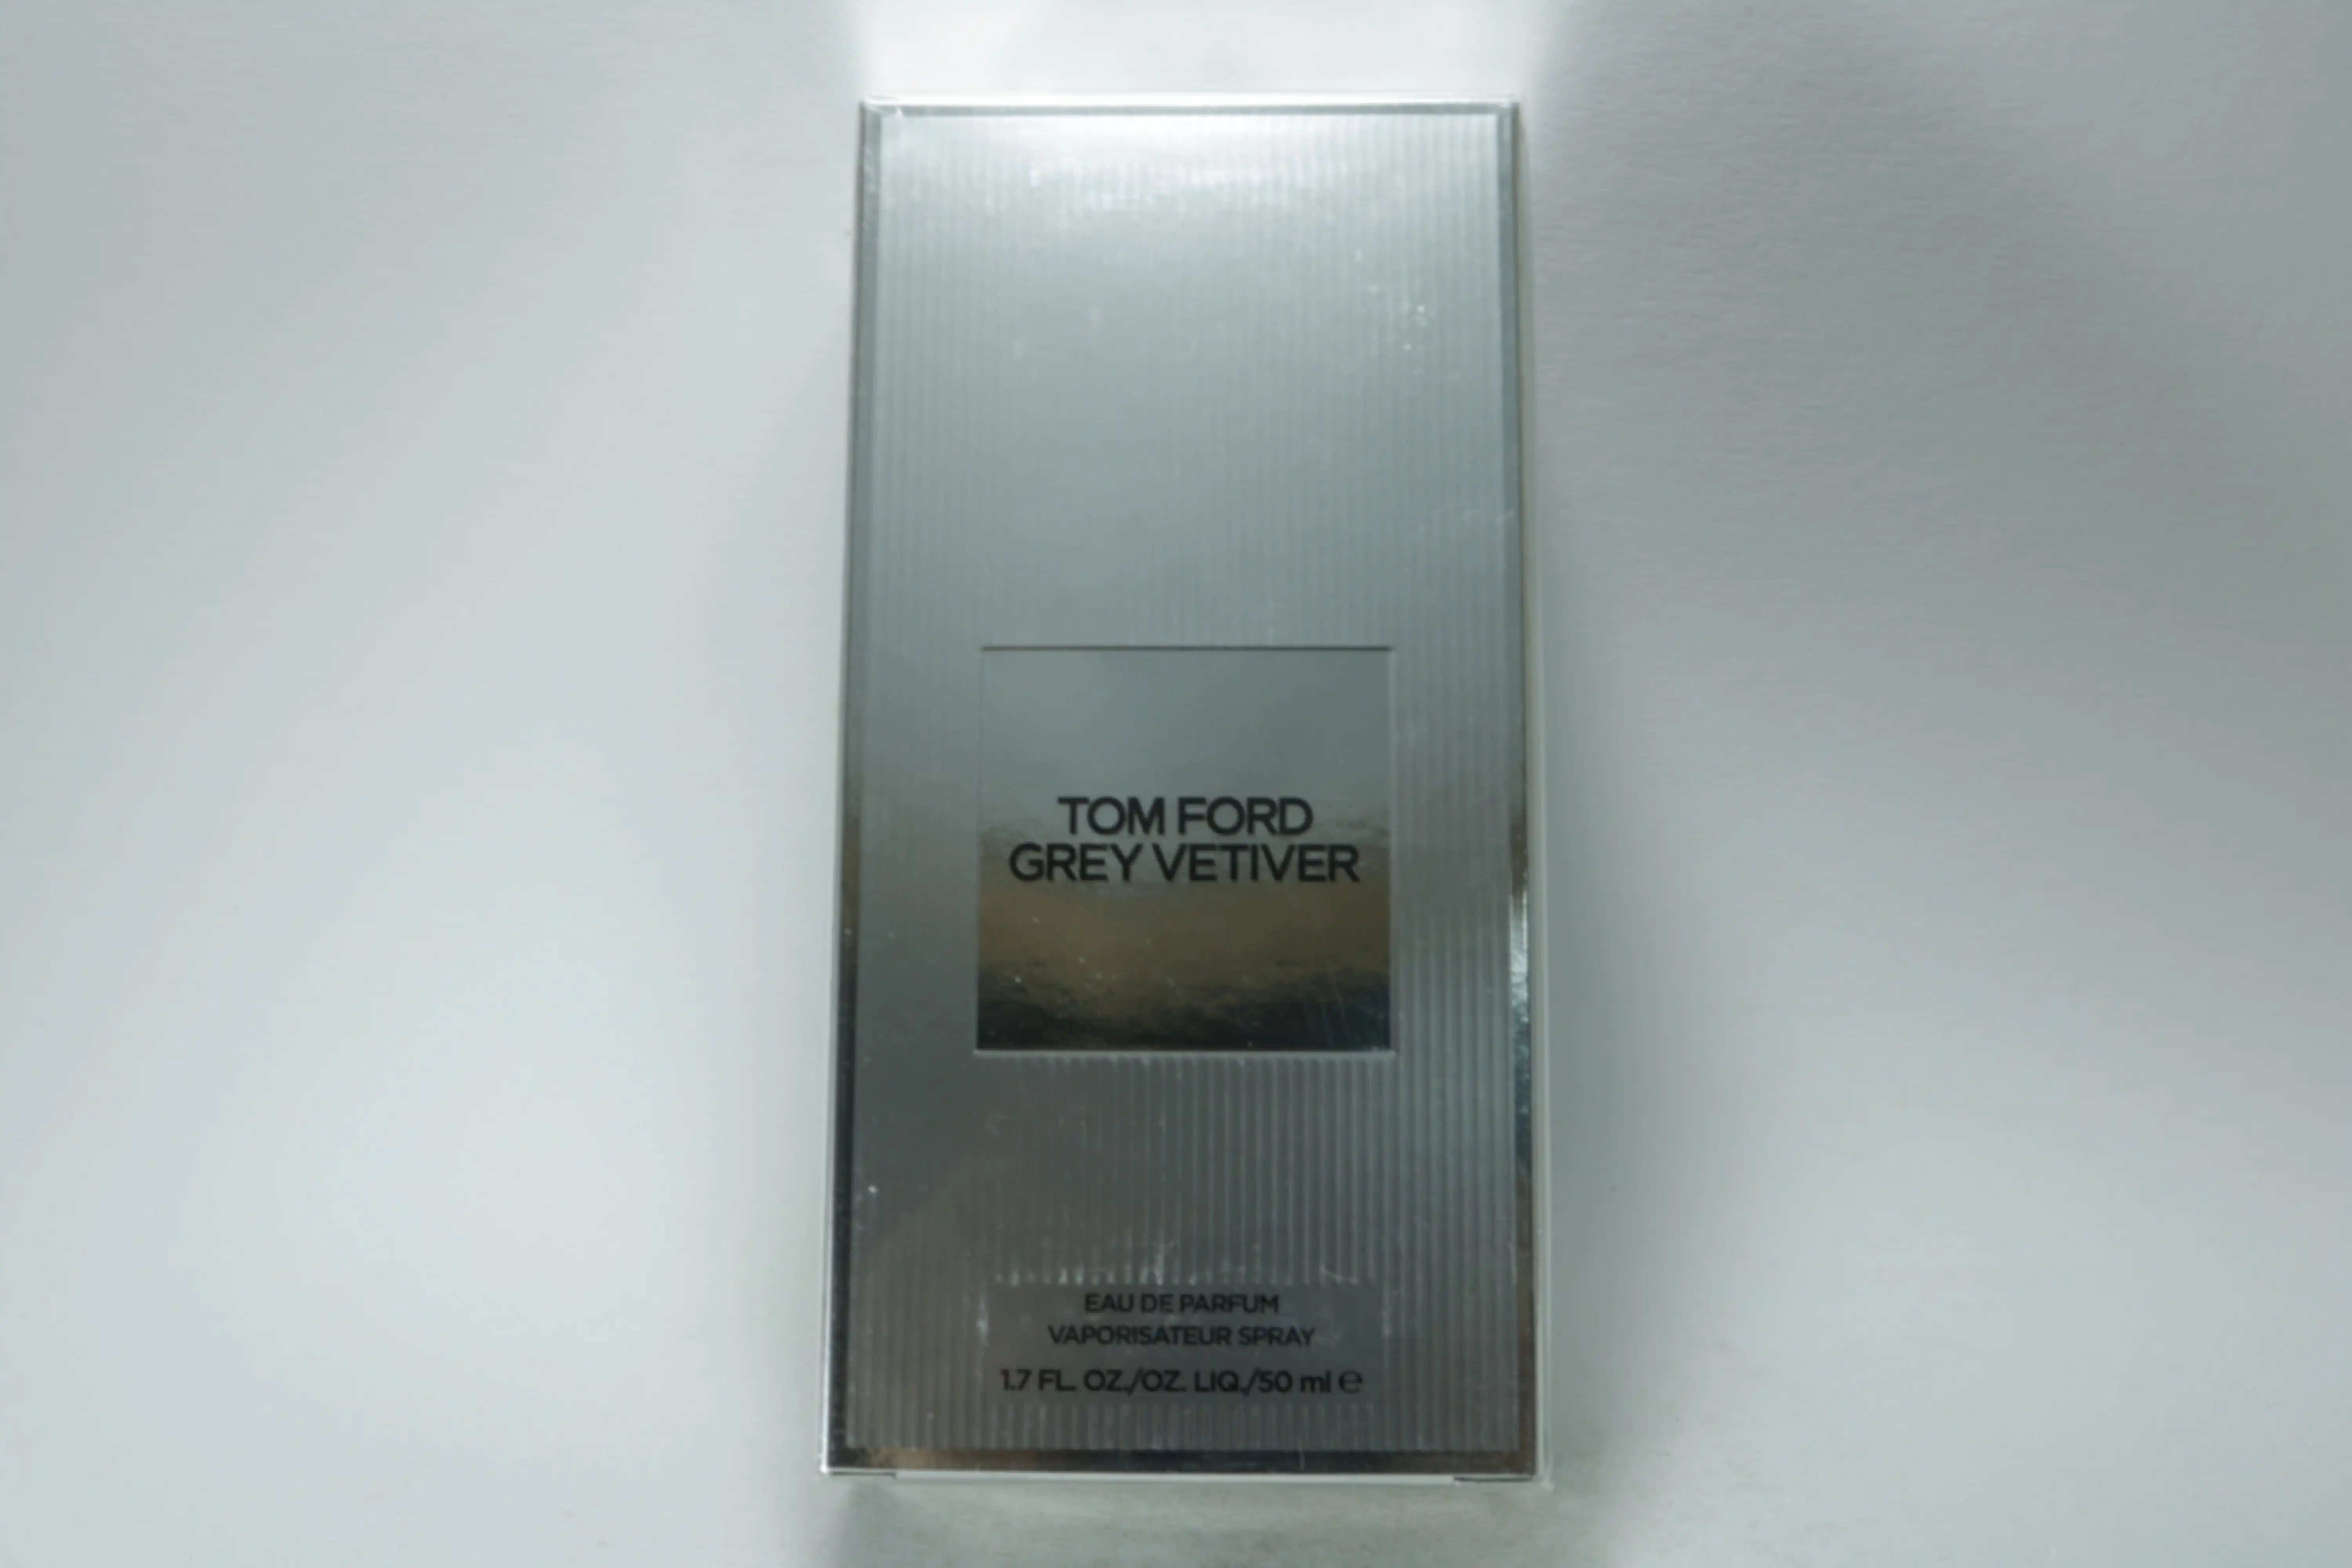 TOM FORD
GREY VETIVER
EAU DE PARFUM
VAPORISATEUR SPRAY
1.7 FL. OZ./OZ. LIQ./50 ml ℮